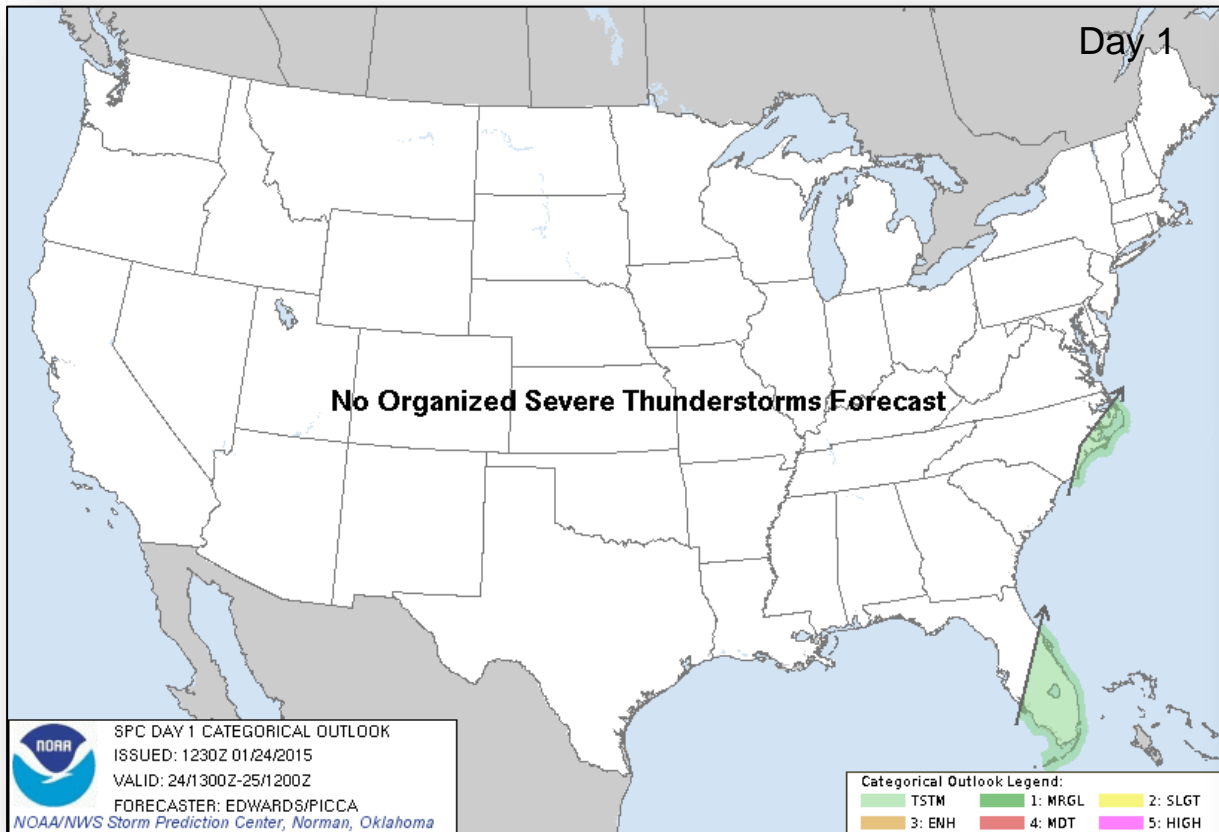 Day 1
No Organized Severe Thunderstorms Forecast
NOAA
SPC DAY 1 CATEGORICAL OUTLOOK
ISSUED: 1230Z 01/24/2015
VALID: 24/1300Z-25/1200Z
FORECASTER: EDWARDS/PICCA
NOAA/NWS Storm Prediction Center, Norman, Oklahoma
Categorical Outlook Legend:
TSTM 1: MRGL 2: SLGT
3: ENH 4: MDT 5: HIGH